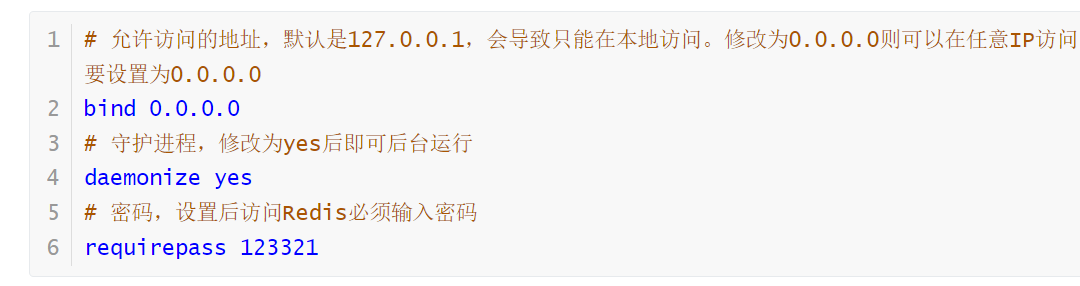 1 # 允许访问的地址，默认是127.0.0.1，会导致只能在本地访问。修改为0.0.0.0则可以在任意IP访问
要设置为0.0.0.0
2 bind 0.0.0.0
3 # 守护进程，修改为yes后即可后台运行
4 daemonize yes
5 # 密码，设置后访问Redis必须输入密码
6 requirepass 123321